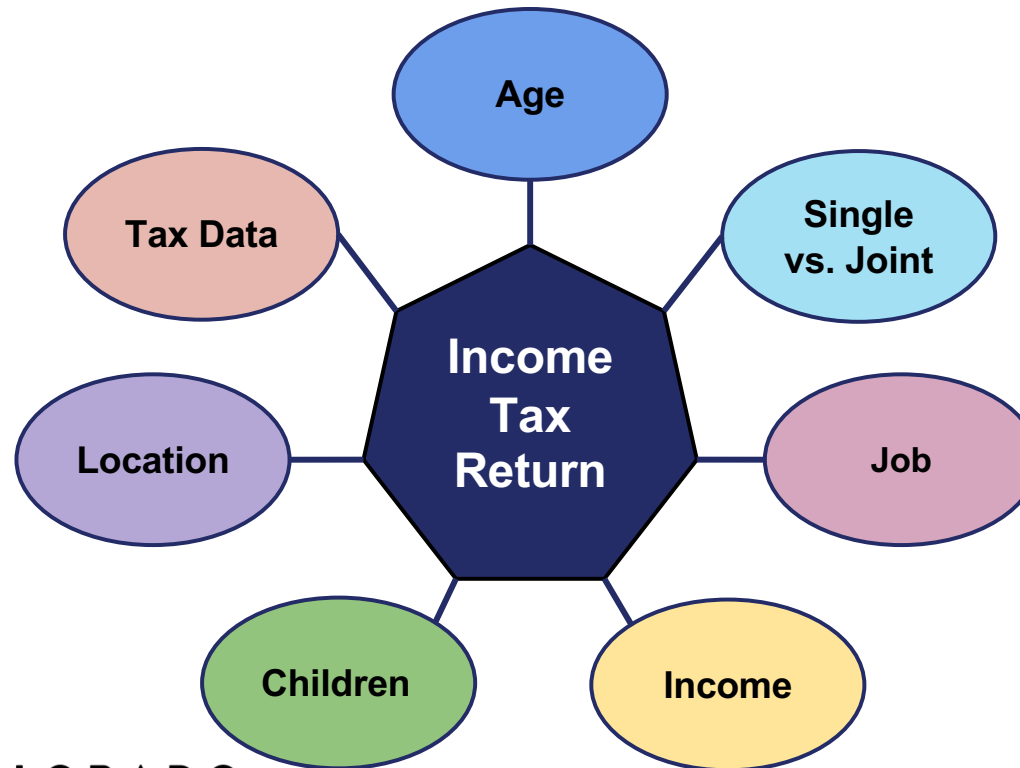 Age
Tax Data
Single
vs. Joint
Income
Tax
Return
Location
Job
Children
Income